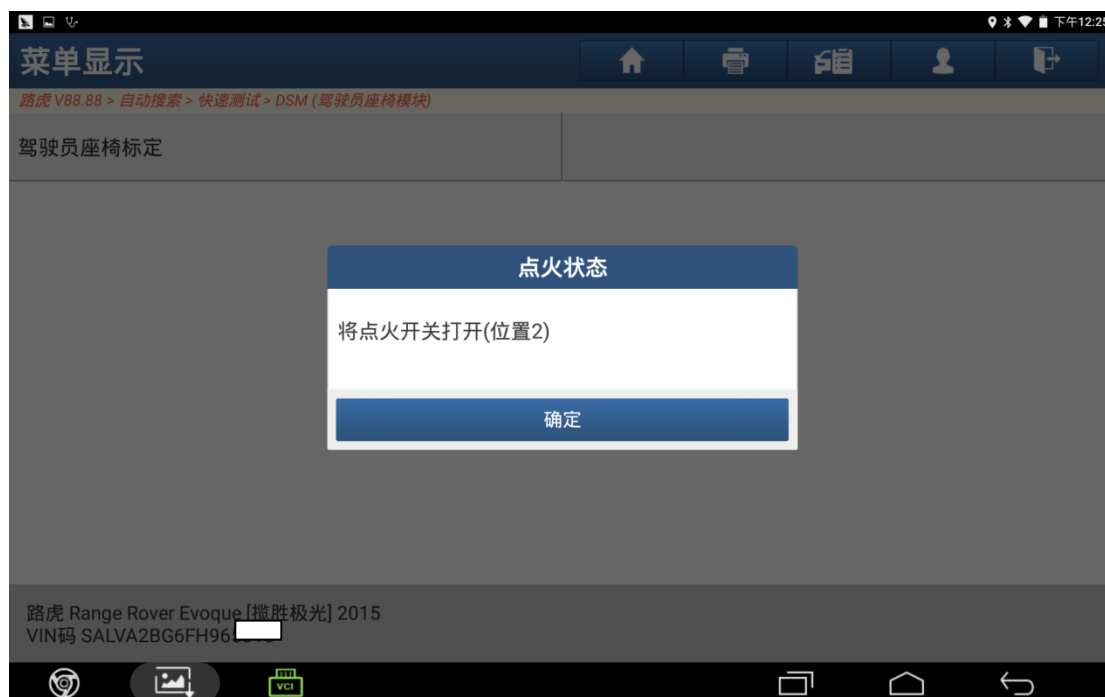 下午12:25
菜单显示
路虎 V88.88 > 自动搜索 > 快速测试 > DSM (驾驶员座椅模块)
驾驶员座椅标定
点火状态
将点火开关打开(位置2)
确定
路虎 Range Rover Evoque [揽胜极光] 2015
VIN码 SALVA2BG6FH96
VCI